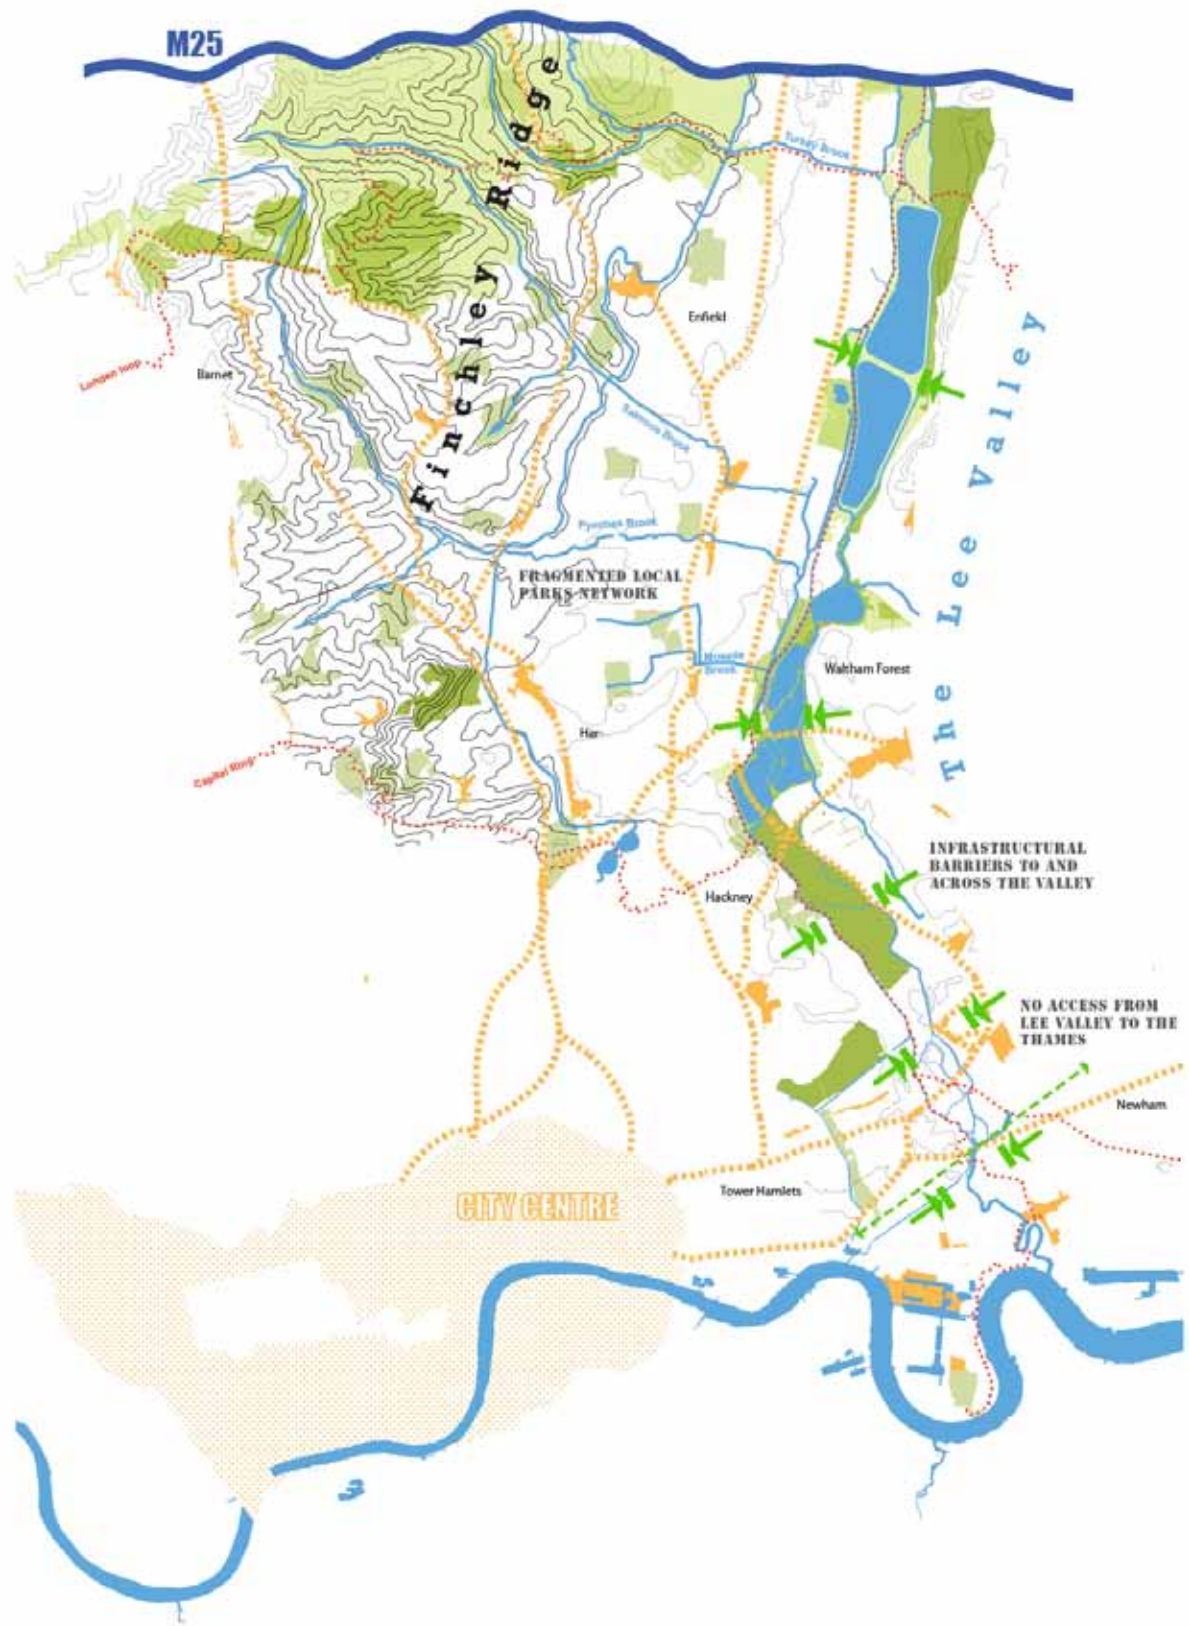 M25
Finchley Ridge
Turkey Brook
Enfield
Barnet
The Lee Valley
Salmons Brook
Pymmes Brook
FRAGMENTED LOCAL
PARKS NETWORK
Moselle
Brook
Waltham Forest
Har
Capital Ring
INFRASTRUCTURAL
BARRIERS TO AND
ACROSS THE VALLEY
Hackney
NO ACCESS FROM
LEE VALLEY TO THE
THAMES
Newham
Tower Hamlets
CITY CENTRE